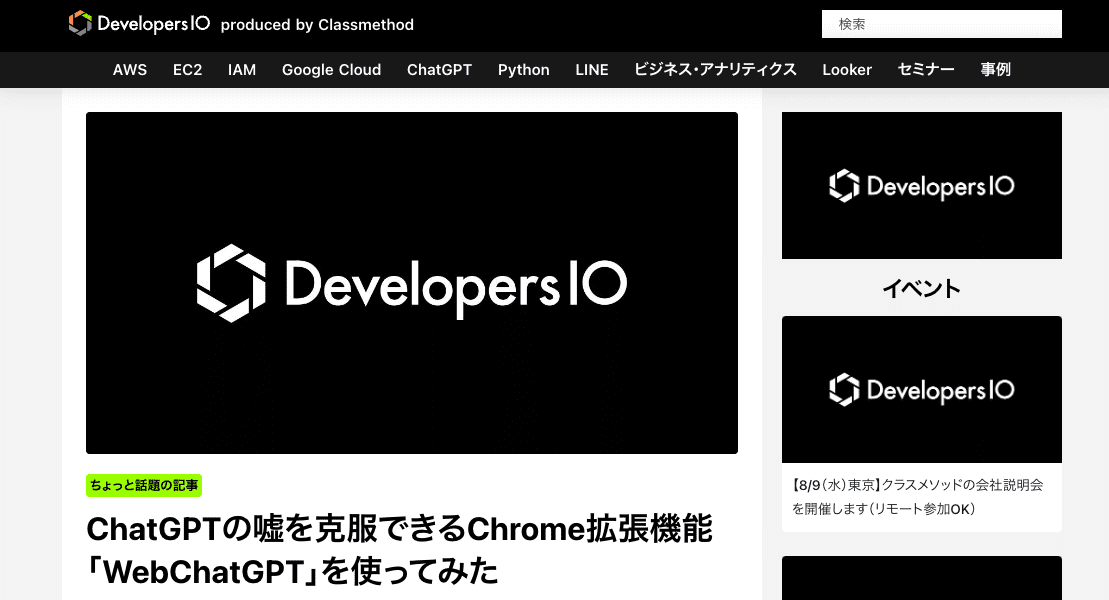 DevelopersIO produced by Classmethod
検索
AWS EC2 IAM Google Cloud ChatGPT Python LINE ビジネス・アナリティクス Looker セミナー 事例
DevelopersIO
ちょっと話題の記事
ChatGPTの嘘を克服できるChrome拡張機能
「WebChatGPT」を使ってみた
DevelopersIO
イベント
DevelopersIO
【8/9（水）東京】クラスメソッドの会社説明会
を開催します（リモート参加OK）